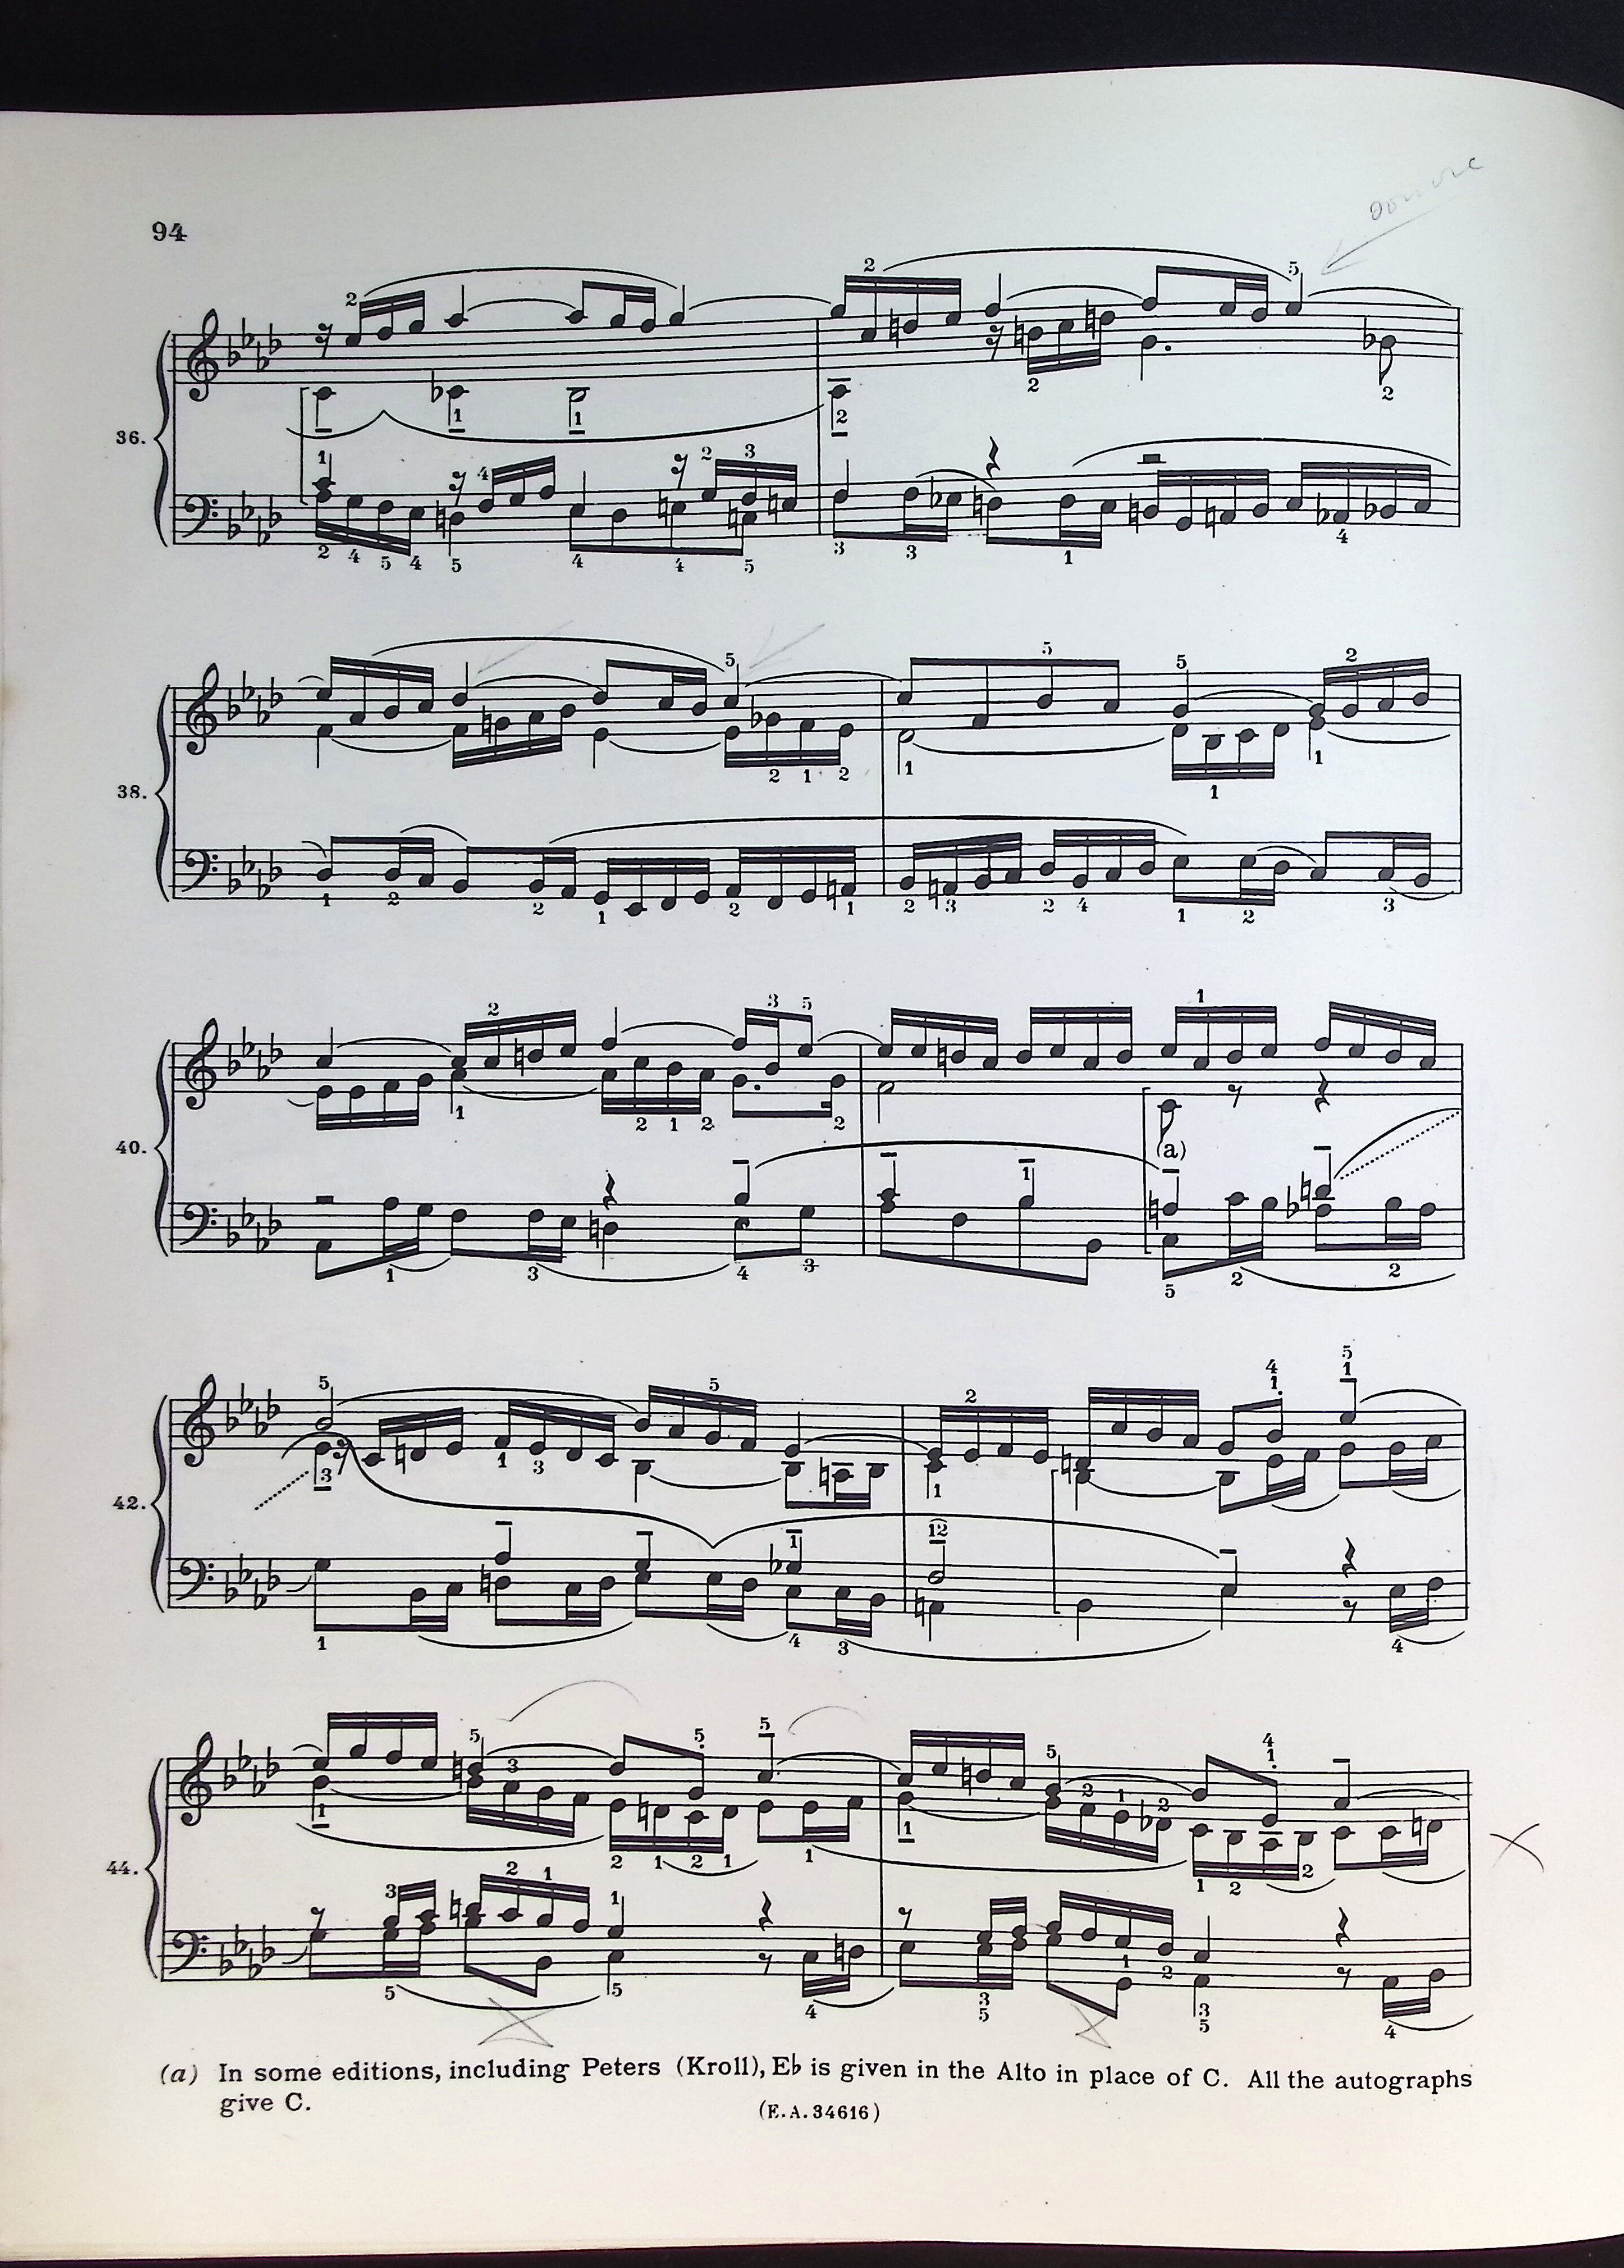 94
36.
38.
40.
(a)
42.
44.
(a) In some editions, including Peters (Kroll), E♭ is given in the Alto in place of C. All the autographs
give C.
(E.A.34616)